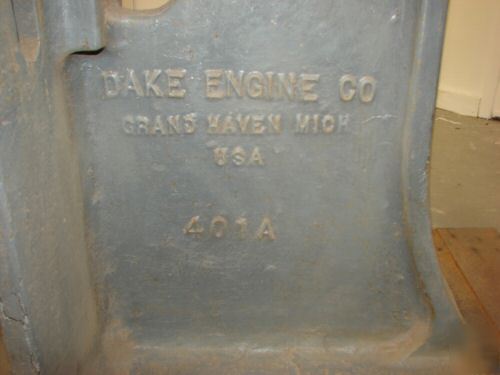 DAKE ENGINE CO
GRAND HAVEN MICH
USA
401A